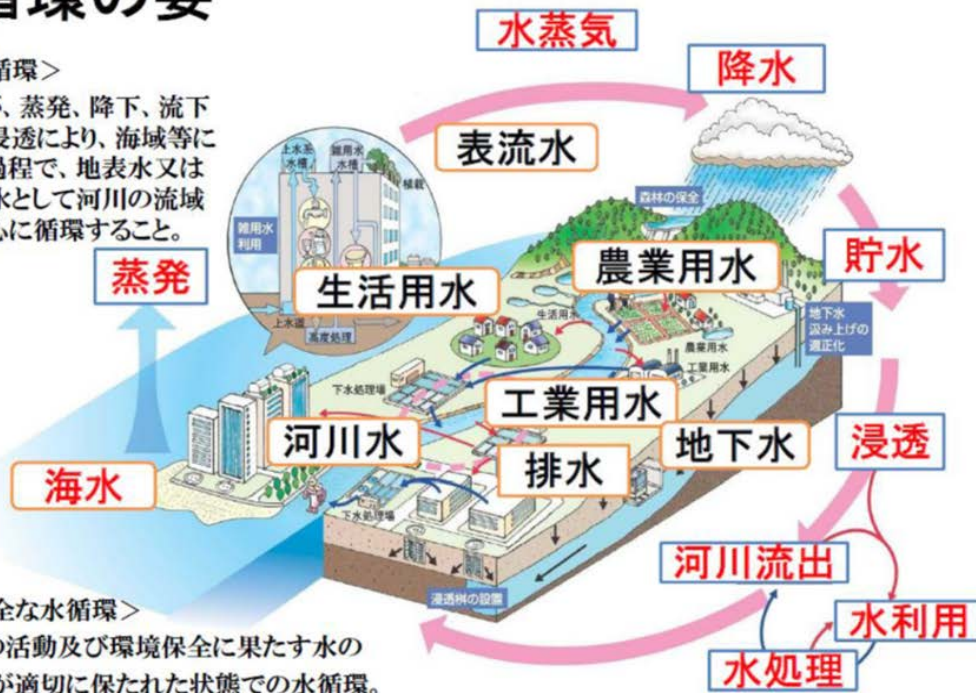 循環の姿
水蒸気
降水
循環＞
、蒸発、降下、流下
浸透により、海域等に
過程で、地表水又は
水として河川の流域
心に循環すること。
表流水
上水系
水槽
雑用水
水槽
植栽
雑用水
利用
森林の保全
蒸発
生活用水
農業用水
貯水
上水道
高度処理
生活用水
農業用水
工業用水
地下水
汲み上げの
適正化
下水処理場
工業用水
河川水
排水
地下水
浸透
海水
下水処理場
河川流出
浸透桝の設置
水利用
水処理
全な水循環＞
の活動及び環境保全に果たす水の
が適切に保たれた状態での水循環。